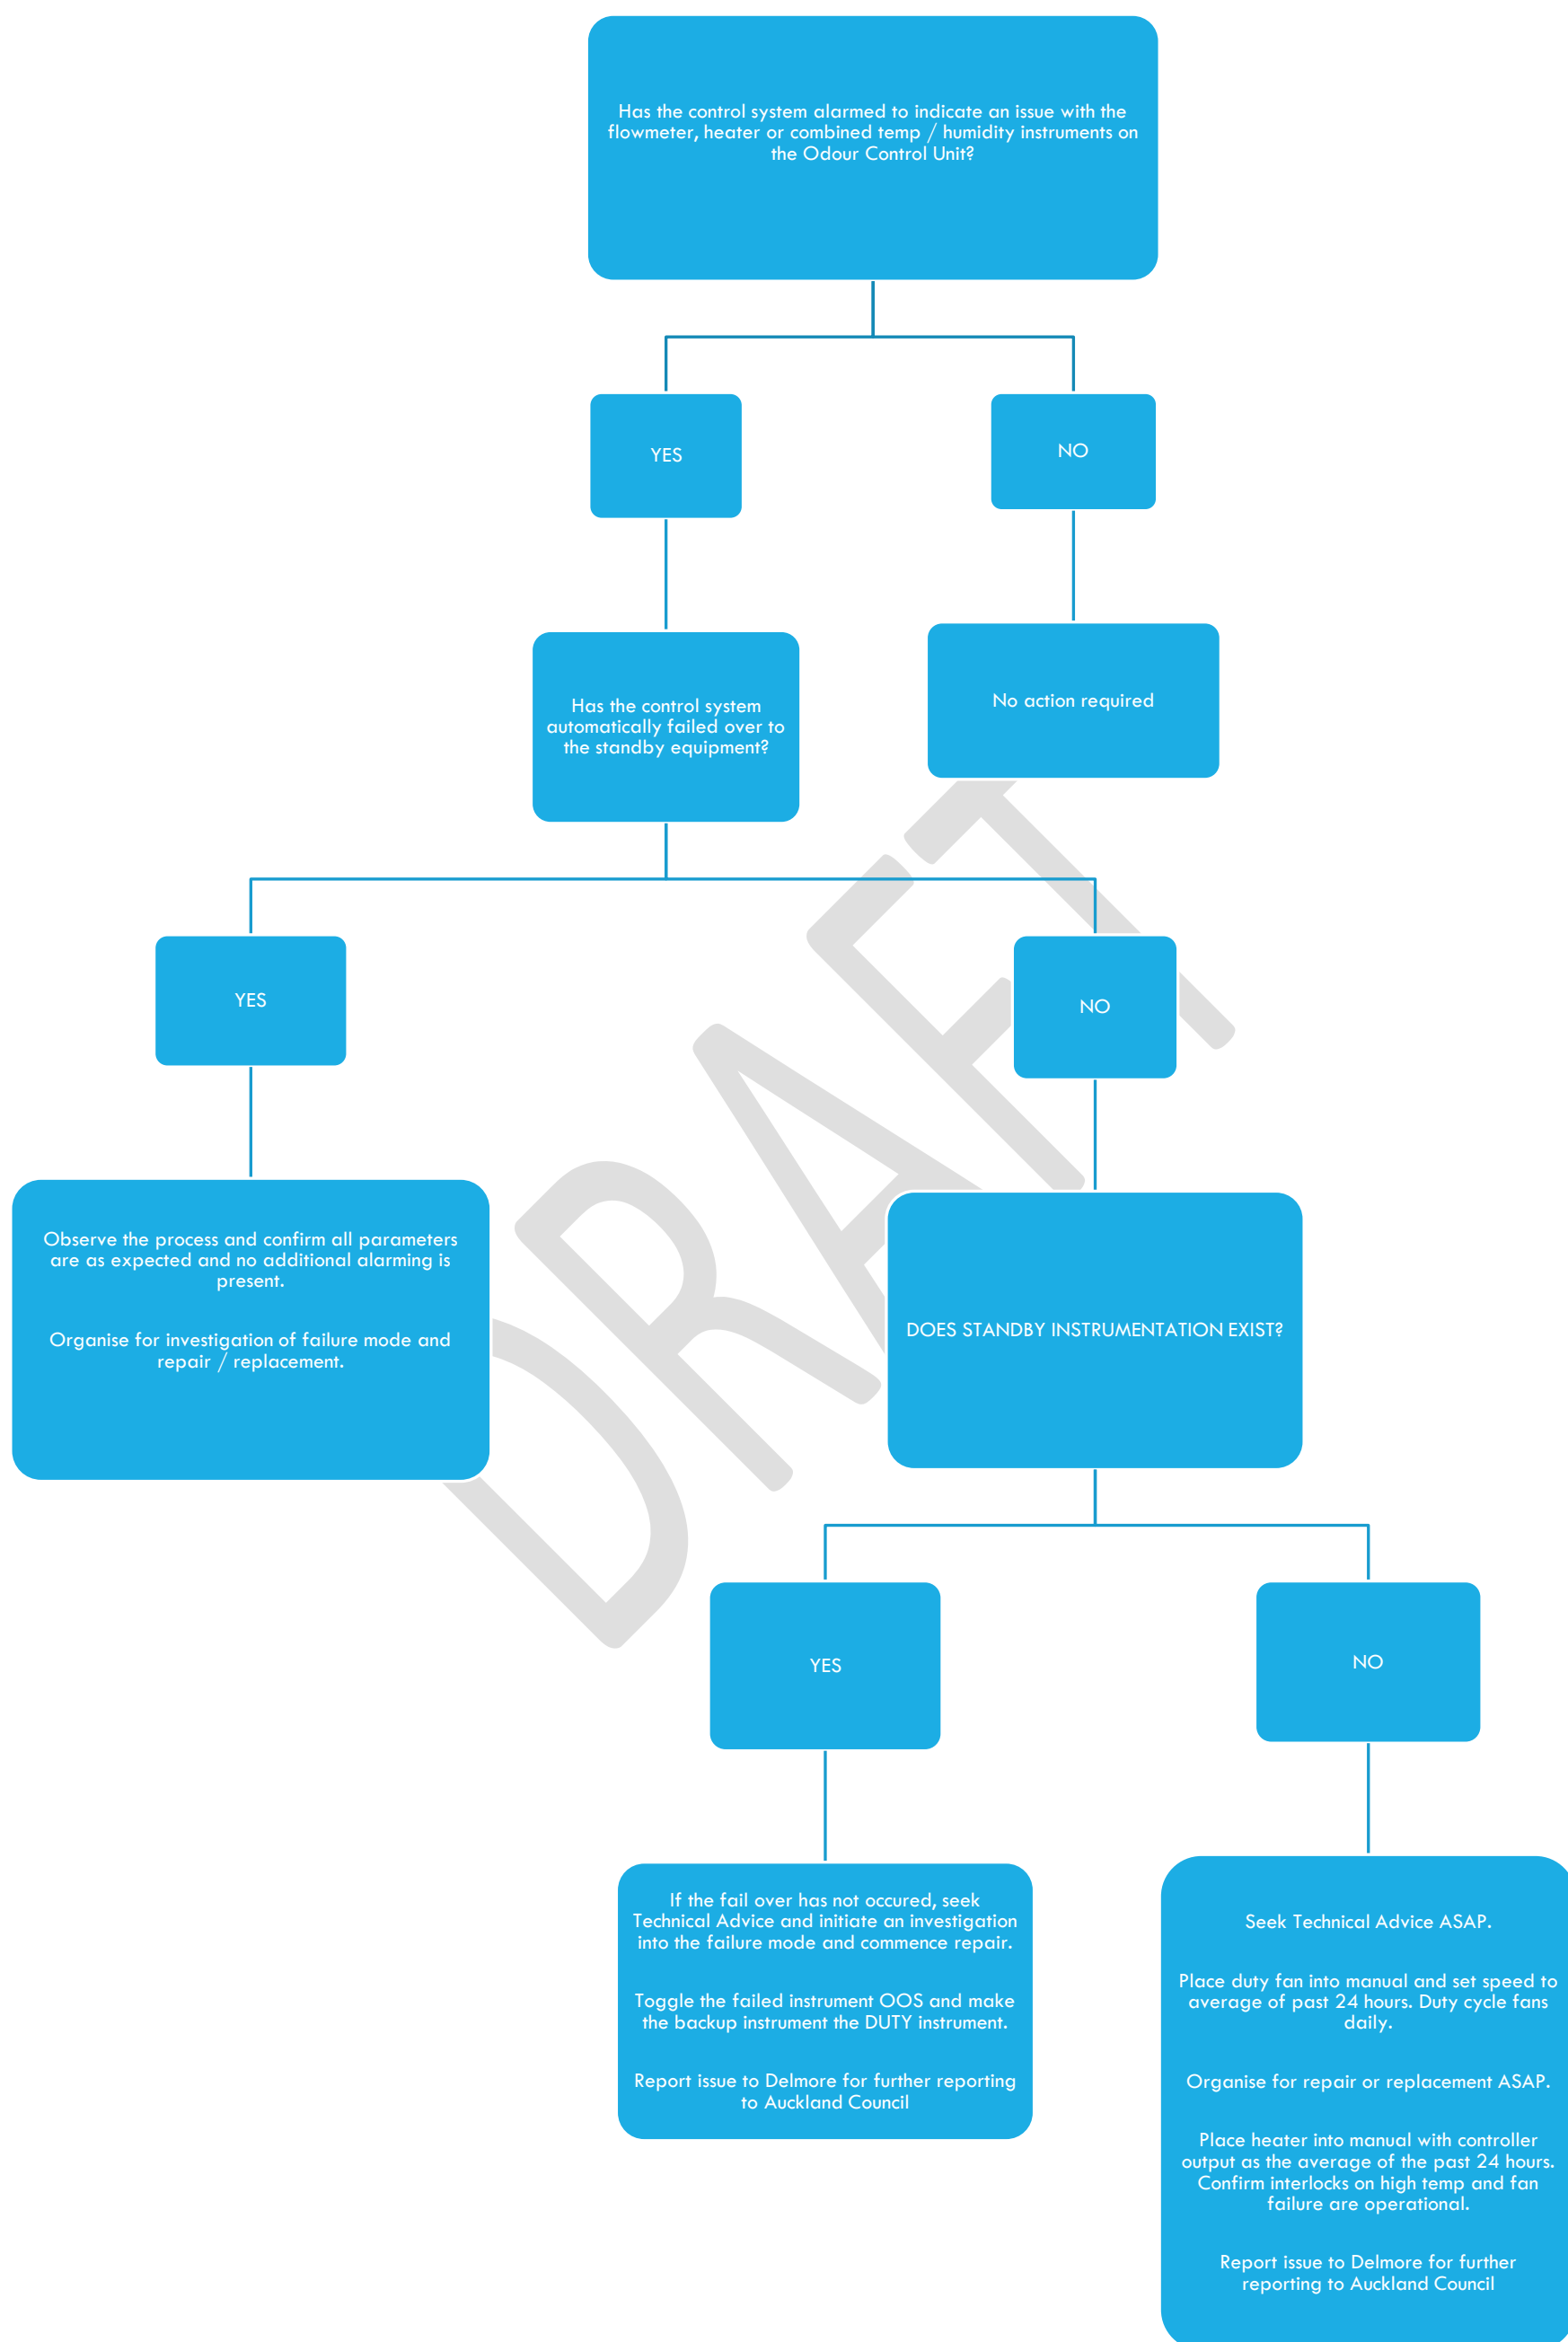 Has the control system alarmed to indicate an issue with the
flowmeter, heater or combined temp / humidity instruments on
the Odour Control Unit?
YES
NO
Has the control system
automatically failed over to
the standby equipment?
No action required
YES
NO
Observe the process and confirm all parameters
are as expected and no additional alarming is
present.
Organise for investigation of failure mode and
repair / replacement.
DOES STANDBY INSTRUMENTATION EXIST?
YES
NO
If the fail over has not occured, seek
Technical Advice and initiate an investigation
into the failure mode and commence repair.
Toggle the failed instrument OOS and make
the backup instrument the DUTY instrument.
Report issue to Delmore for further reporting
to Auckland Council
Seek Technical Advice ASAP.
Place duty fan into manual and set speed to
average of past 24 hours. Duty cycle fans
daily.
Organise for repair or replacement ASAP.
Place heater into manual with controller
output as the average of the past 24 hours.
Confirm interlocks on high temp and fan
failure are operational.
Report issue to Delmore for further
reporting to Auckland Council
DRAFT